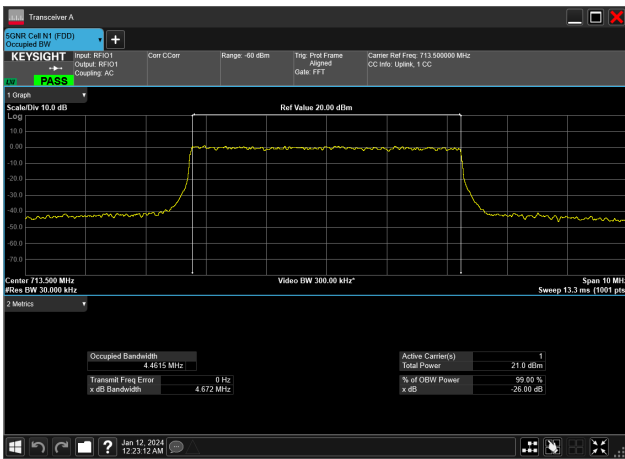 Transceiver A
5GNR Cell N1 (FDD)
Occupied BW
KEYSIGHT Input: RFIO1 Corr CCorr Range: -60 dBm Trig: Prot Frame Carrier Ref Freq: 713.500000 MHz
Output: RFIO1 Aligned CC Info: Uplink, 1 CC
Coupling: AC Gate: FFT
PASS
1 Graph
Scale/Div 10.0 dB Ref Value 20.00 dBm
Log
10.0
0.00
-10.0
-20.0
-30.0
-40.0
-50.0
-60.0
-70.0
Center 713.500 MHz Video BW 300.00 kHz* Span 10 MHz
#Res BW 30.000 kHz Sweep 13.3 ms (1001 pts
2 Metrics
Occupied Bandwidth Active Carrier(s) 1
4.4615 MHz Total Power 21.0 dBm
Transmit Freq Error 0 Hz % of OBW Power 99.00 %
x dB Bandwidth 4.672 MHz x dB -26.00 dB
Jan 12, 2024
12:23:12 AM